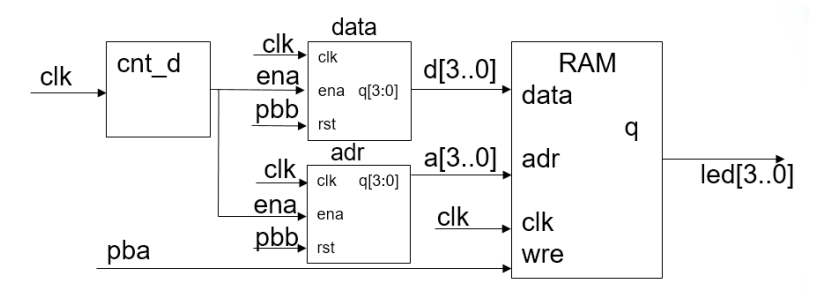 clk
cnt_d
data
clk
ena
pbb
clk
ena q[3:0]
rst
d[3..0]
adr
clk
ena
pbb
clk q[3:0]
ena
rst
a[3..0]
clk
pba
RAM
data
q
adr
clk
wre
led[3..0]